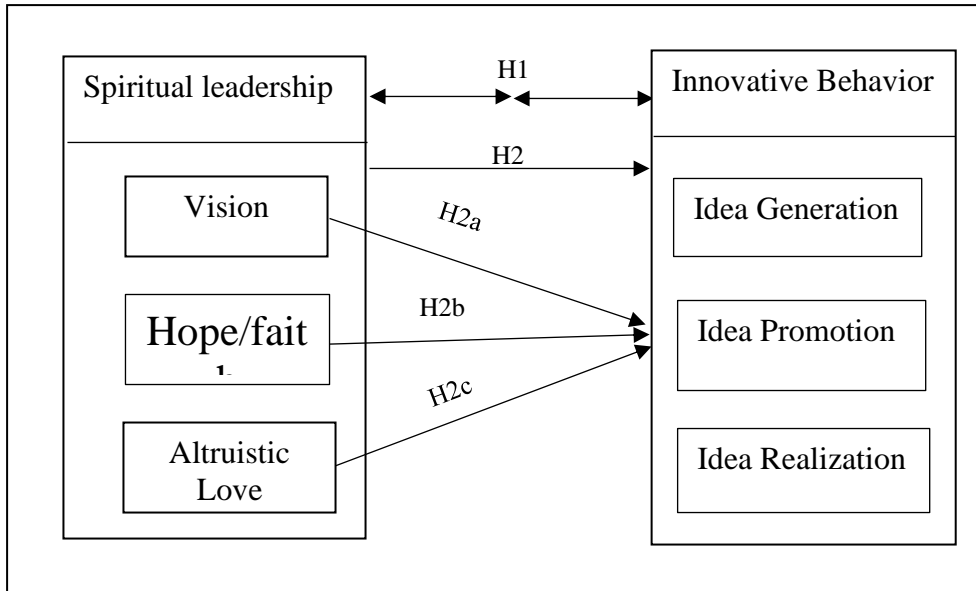 Spiritual leadership
H1
Innovative Behavior
H2
Vision
H2a
Idea Generation
Hope/fait
H2b
Idea Promotion
H2c
Altruistic
Love
Idea Realization